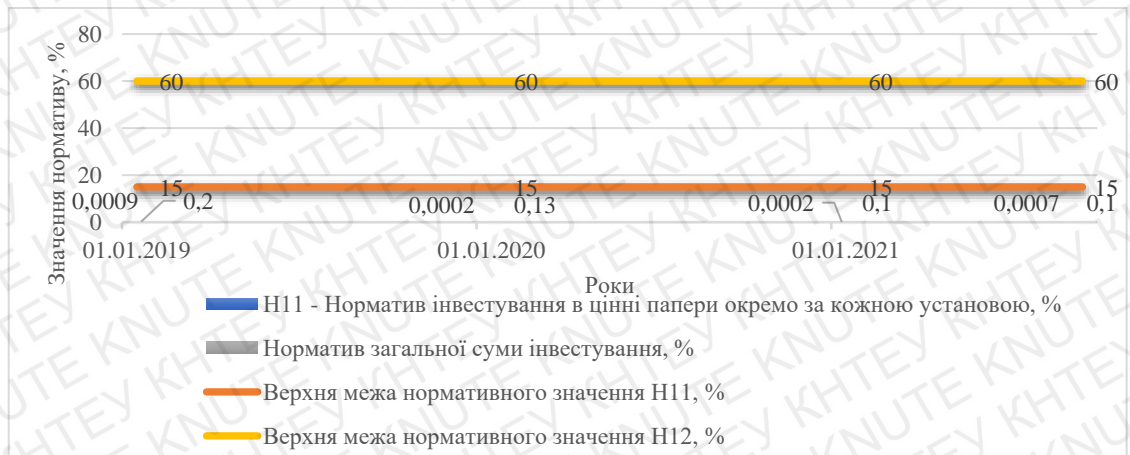 Значення нормативу, %
80
60
40
20
0
60 60 60 60
15 15 15 15
0,0009 0,2 0,0002 0,13 0,0002 0,1 0,0007 0,1
01.01.2019 01.01.2020 01.01.2021
Роки
Н11 - Норматив інвестування в цінні папери окремо за кожною установою, %
Норматив загальної суми інвестування, %
Верхня межа нормативного значення Н11, %
Верхня межа нормативного значення Н12, %